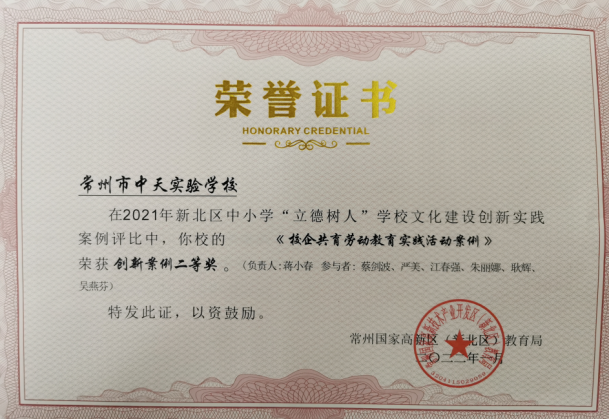 荣誉证书
HONORARY CREDENTIAL
常州市中天实验学校
在2021年新北区中小学“立德树人”学校文化建设创新实践
案例评比中，你校的 《校企共育劳动教育实践活动案例》
荣获 创新案例二等奖。（负责人:蒋小春 参与者：蔡剑波、严芙、江春强、朱丽娜、耿辉、
吴燕芬）
特发此证，以资鼓励。
常州国家高新区（新北区）教育局
二〇二二年一月